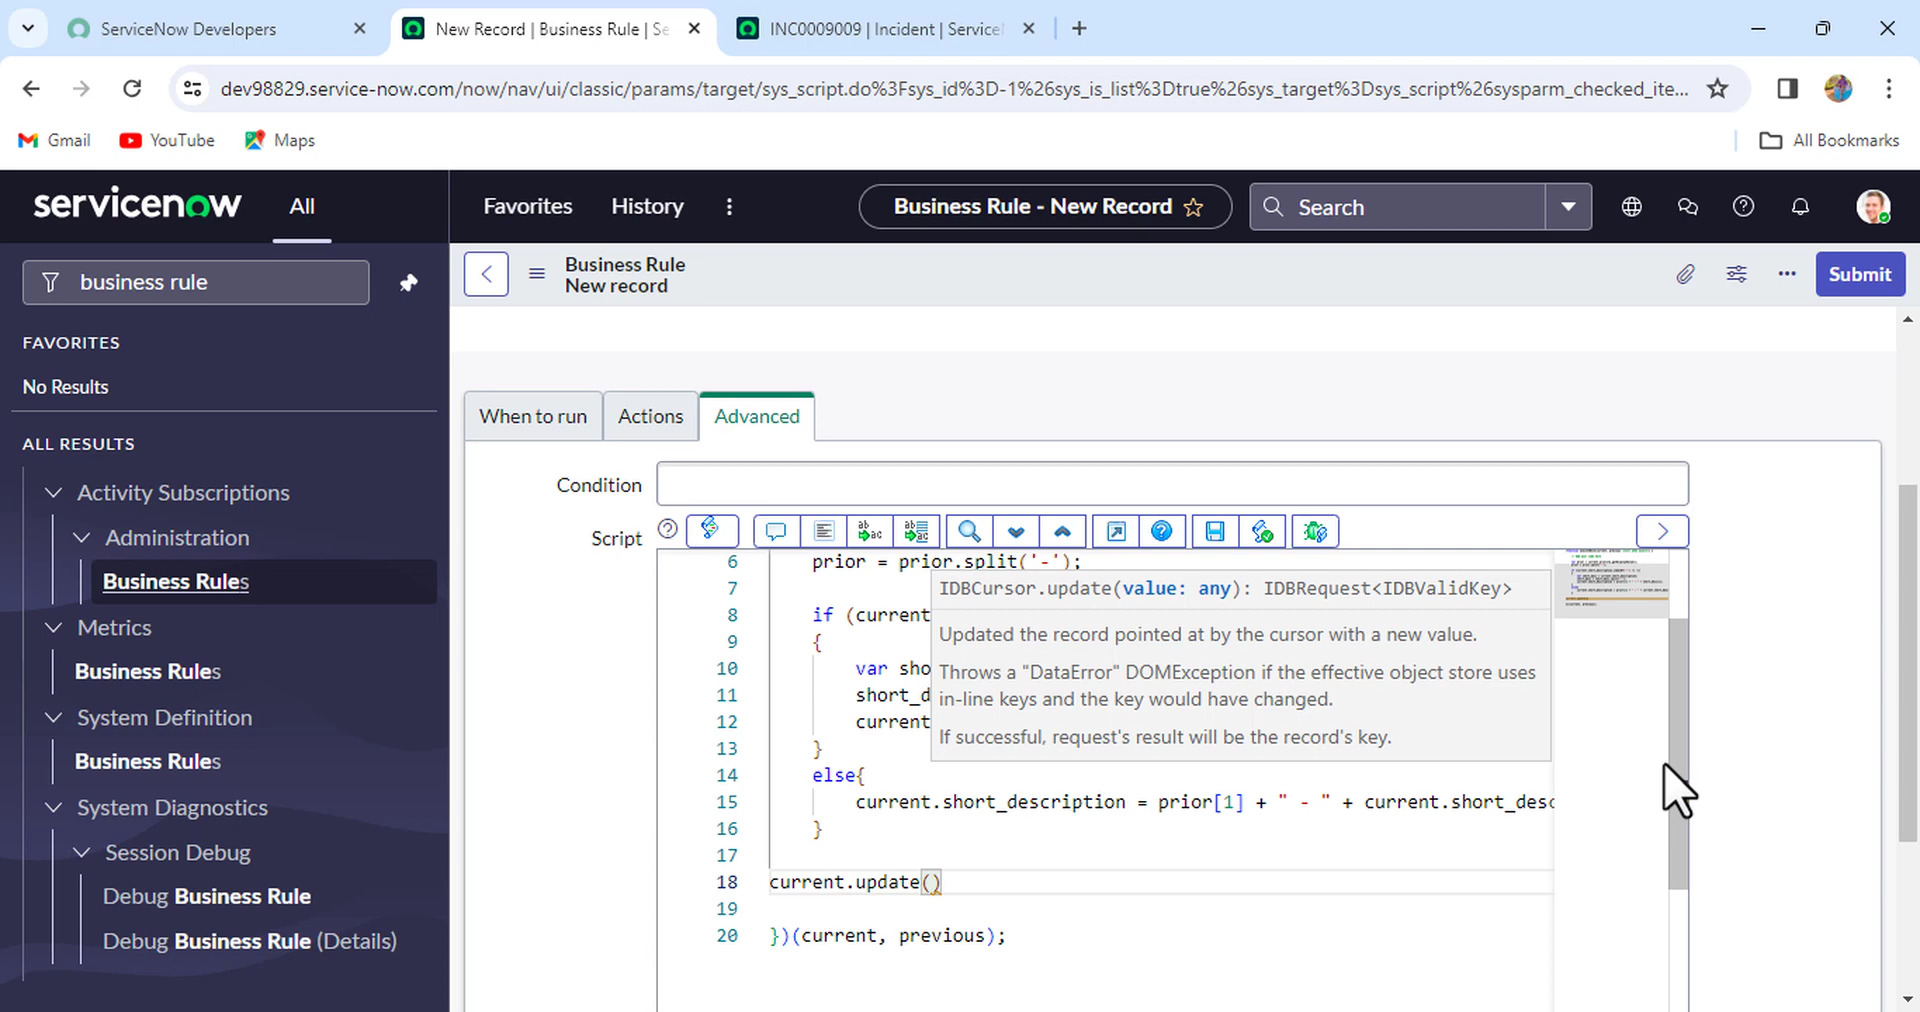 ServiceNow Developers
New Record | Business Rule | Se
INC0009009 | Incident | Service
dev98829.service-now.com/now/nav/ui/classic/params/target/sys_script.do%3Fsys_id%3D-1%26sys_is_list%3Dtrue%26sys_target%3Dsys_script%26sysparm_checked_ite...
Gmail
YouTube
Maps
All Bookmarks
servicenow
All
Favorites
History
Business Rule - New Record
Search
business rule
Business Rule
New record
Submit
FAVORITES
No Results
ALL RESULTS
Activity Subscriptions
Administration
Business Rules
Metrics
Business Rules
System Definition
Business Rules
System Diagnostics
Session Debug
Debug Business Rule
Debug Business Rule (Details)
When to run
Actions
Advanced
Condition
Script
6 prior = prior.split('-');
7
8 if (current
9 {
10 var sho
11 short_d
12 current
13 }
14 else{
15 current.short_description = prior[1] + " - " + current.short_desc
16 }
17
18 current.update()
19
20 })(current, previous);
IDBCursor.update(value: any): IDBRequest<IDBValidKey>
Updated the record pointed at by the cursor with a new value.
Throws a "DataError" DOMException if the effective object store uses
in-line keys and the key would have changed.
If successful, request's result will be the record's key.